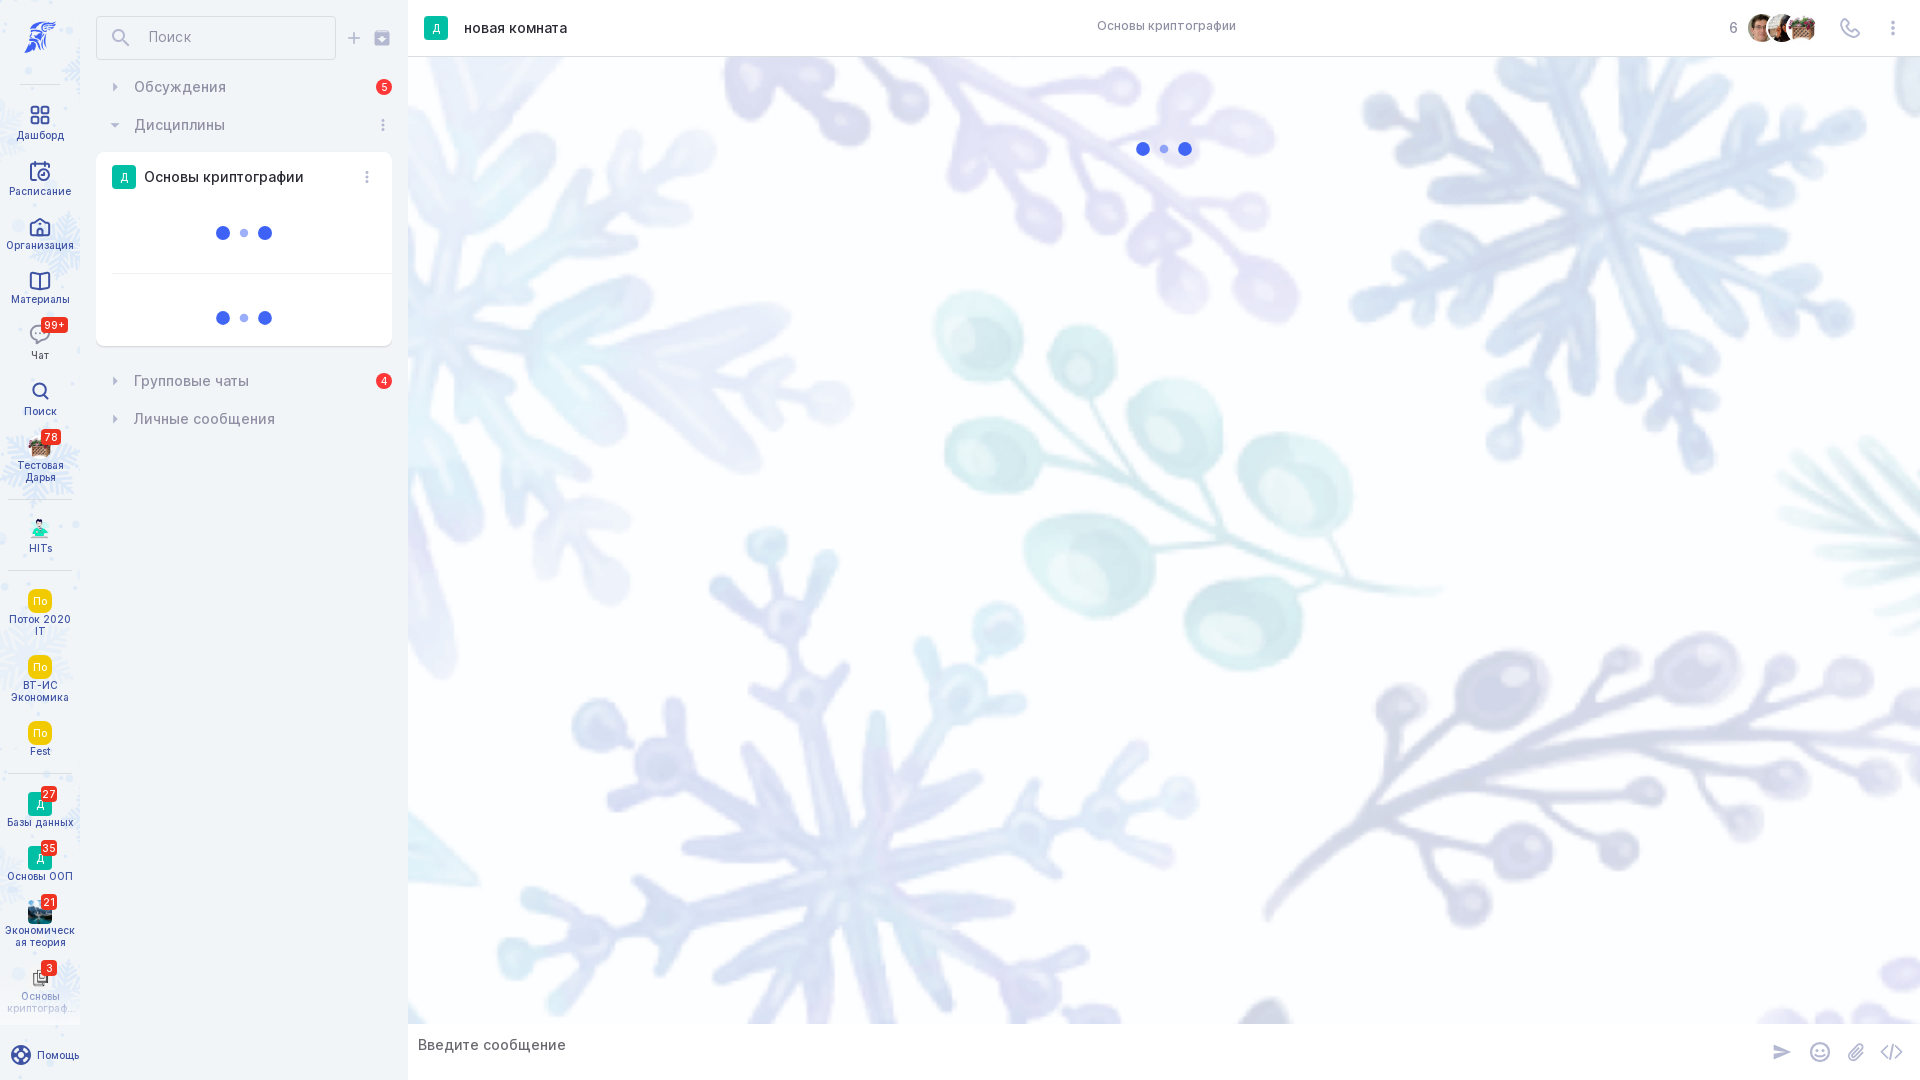 Дашборд
Расписание
Организация
Материалы
99+
Чат
Поиск
78
Тестовая
Дарья
HITs
По
Поток 2020
IT
По
ВТ-ИС
Экономика
По
Fest
27
Д
Базы данных
35
Д
Основы ООП
21
Экономическ
ая теория
3
Основы
криптограф...
Помощь
Поиск
Обсуждения
5
Дисциплины
Д
Основы криптографии
Групповые чаты
4
Личные сообщения
Д
новая комната
Основы криптографии
6
Введите сообщение